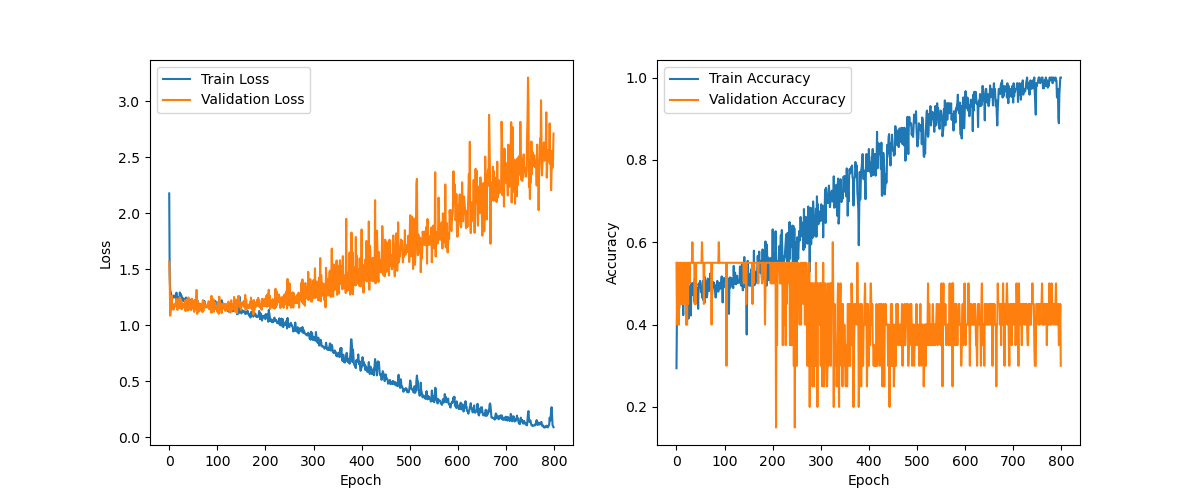 Train Loss
Validation Loss
3.0
2.5
2.0
1.5
1.0
0.5
0.0
Loss
0 100 200 300 400 500 600 700 800
Epoch
Train Accuracy
Validation Accuracy
1.0
0.8
0.6
0.4
0.2
Accuracy
0 100 200 300 400 500 600 700 800
Epoch